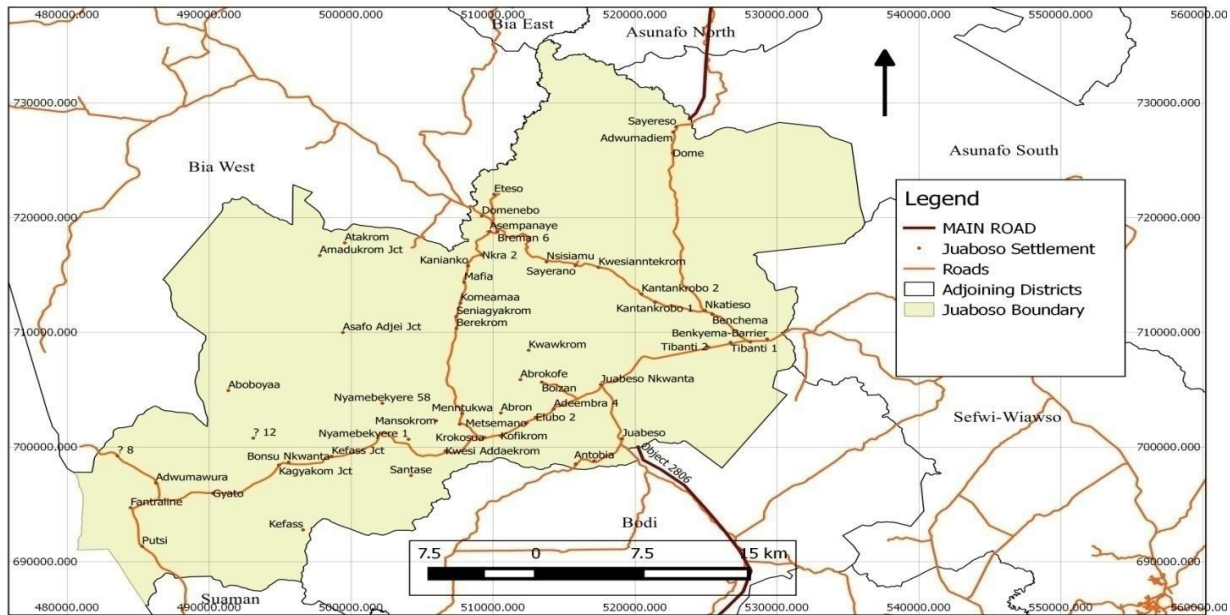 480000.000 490000.000 500000.000 510000.000 520000.000 530000.000 540000.000 550000.000 560000.000
Bia East
Asunafo North
730000.000 730000.000
Sayereso
Adwumadiem
Dome
Bia West
Asunafo South
Eteso
720000.000 720000.000
Domenebo
Asempanaye
Breman 6
Atakrom
Amadukrom Jct
Kanianko
Nkra 2
Nsisiamu
Sayerano
Kwesianntekrom
Mafia
Kantankrobo 2
Komeamaa
Seniagyakrom
Berekrom
Kantankrobo 1
Nkatieso
Benchema
Asafo Adjei Jct
710000.000 710000.000
Benkyema-Barrier
Tibanti 2
Tibanti 1
Kwawkrom
Aboboyaa
Abrokofe
Boizan
Juabeso Nkwanta
Nyamebekyere 58
Menntukwa
Abron
Adembra 4
Mansokrom
Metsemano
Elubo 2
? 12
Nyamebekyere 1
Krokosua
Kofikrom
Juabeso
Sefwi-Wiawso
700000.000 700000.000
? 8
Bonsu Nkwanta
Kefass Jct
Kwesi Addaekrom
Antobia
Object 2806
Kagyakom Jct
Santase
Adwumawura
Gyato
Fantraline
Kefass
Bodi
Putsi
690000.000 690000.000
Suaman
Legend
MAIN ROAD
Juaboso Settlement
Roads
Adjoining Districts
Juaboso Boundary
7.5 0 7.5 15 km
480000.000 490000.000 500000.000 510000.000 520000.000 530000.000 540000.000 550000.000 560000.000